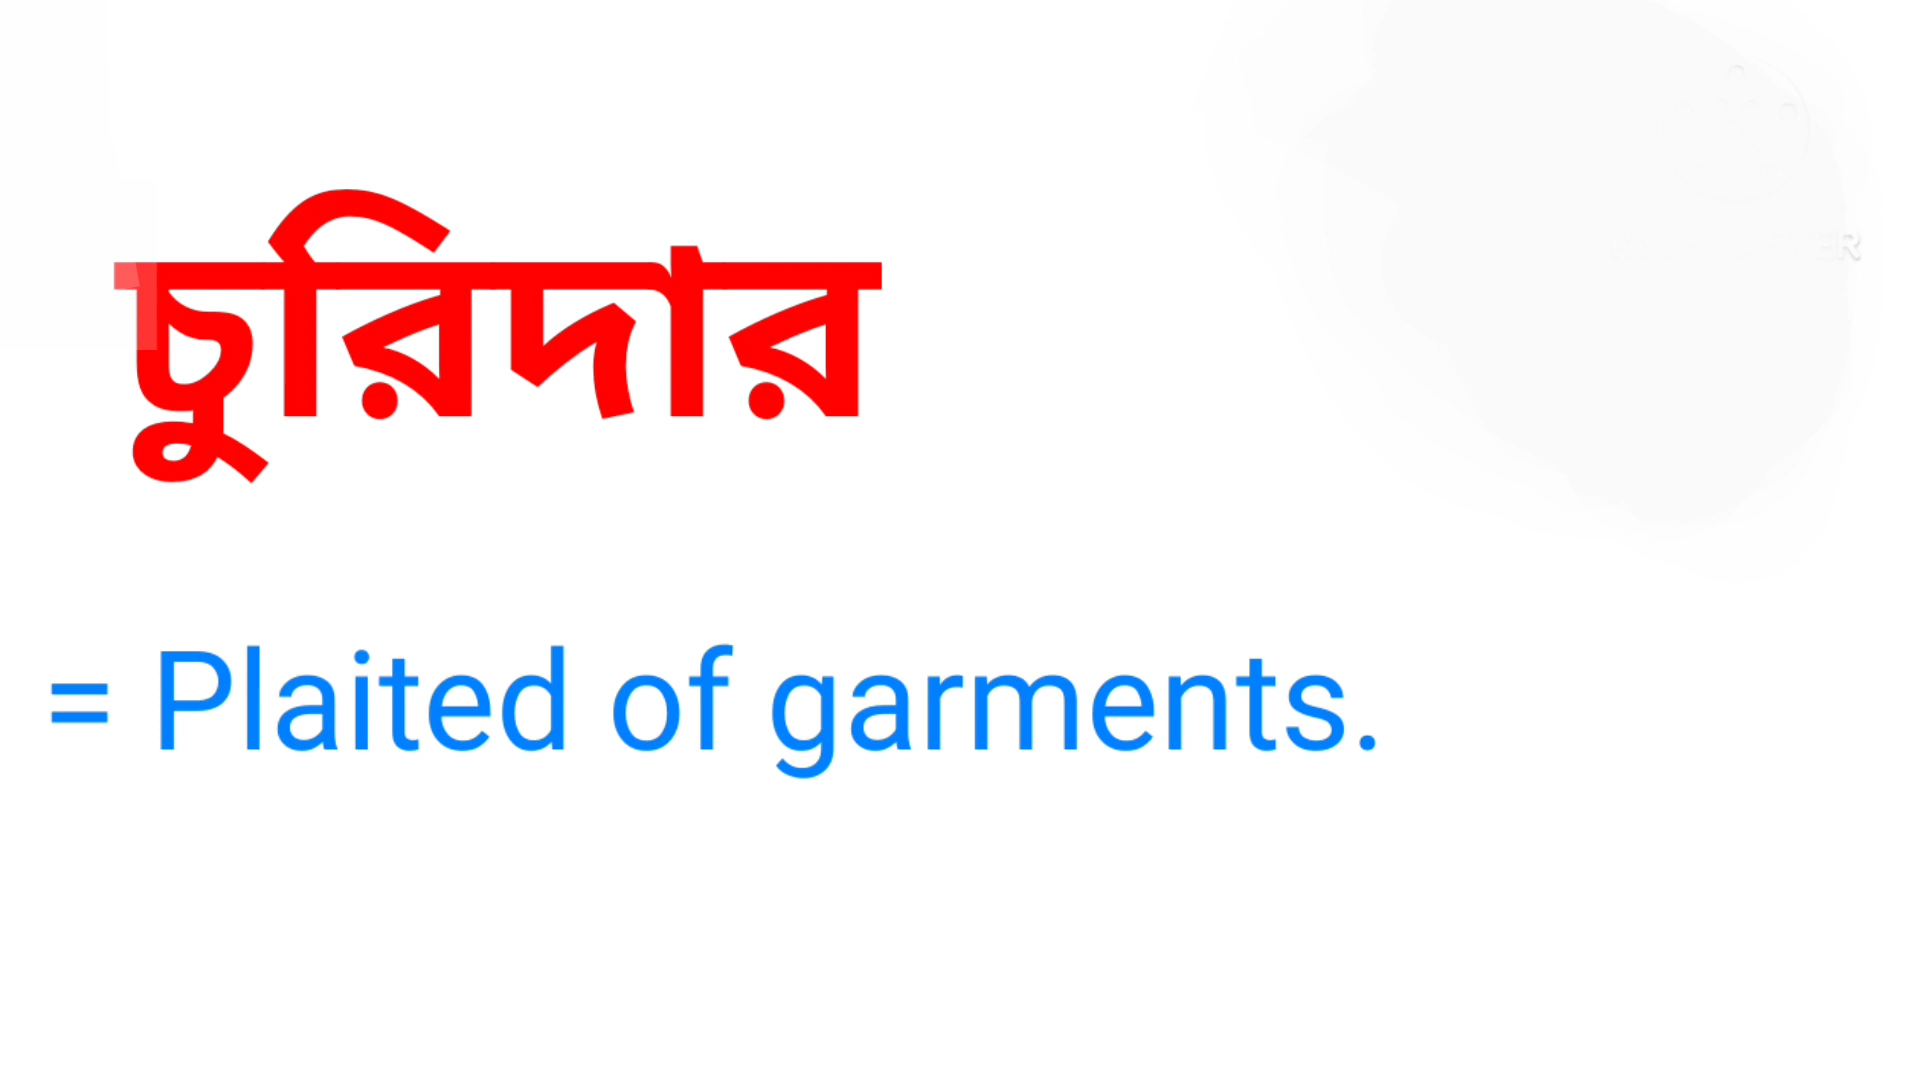 চুরিদার
= Plaited of garments.